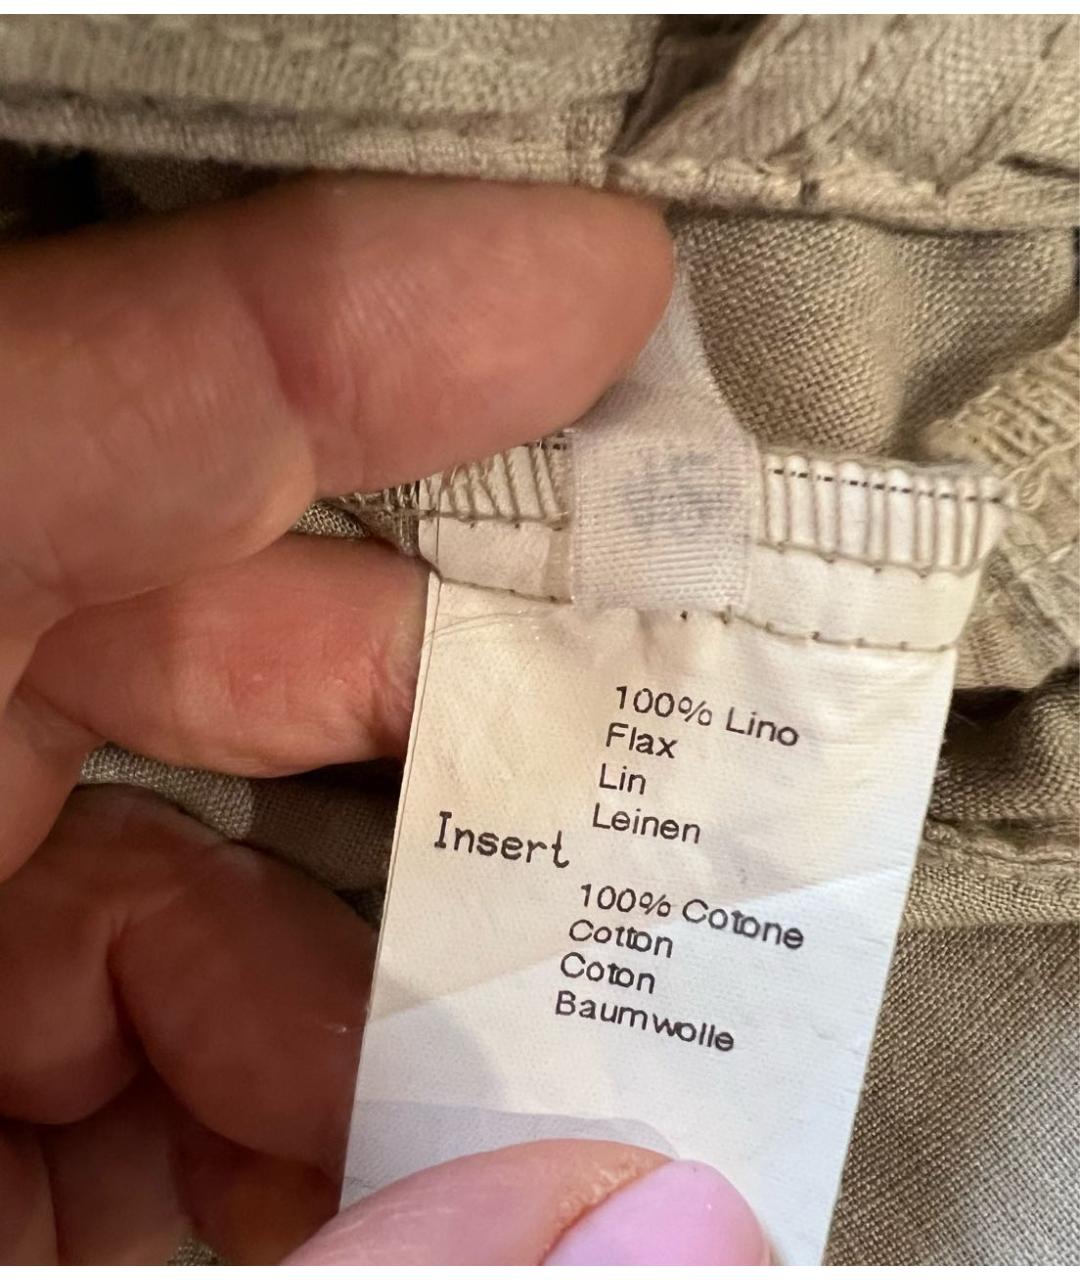 100% Lino
Flax
Lin
Leinen
Insert
100% Cotone
Cotton
Coton
Baumwolle